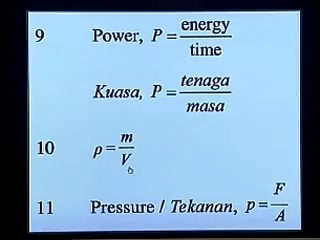 9 Power, P = energy / time
Kuasa, P = tenaga / masa
10 ρ = m / V
11 Pressure / Tekanan, p = F / A